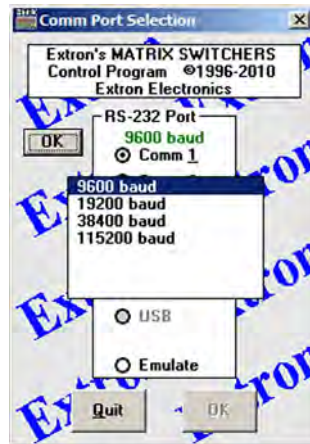 Comm Port Selection
Extron's MATRIX SWITCHERS
Control Program ©1996-2010
Extron Electronics
RS-232 Port
9600 baud
OK
Comm 1
9600 baud
19200 baud
38400 baud
115200 baud
USB
Emulate
Quit
OK
Extron